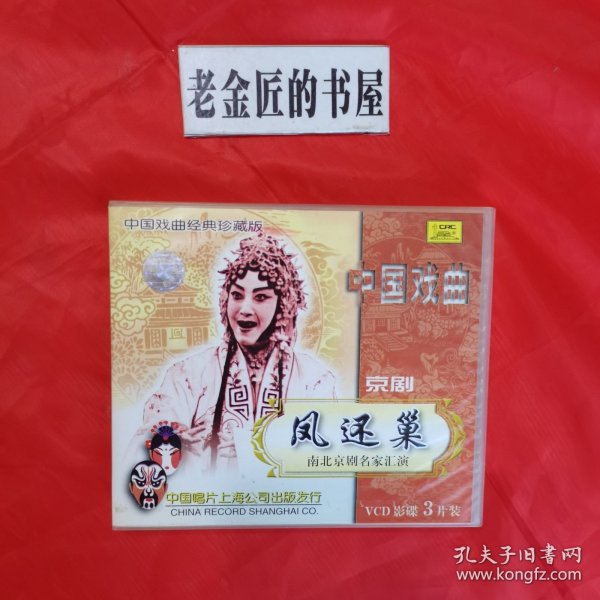 老金匠的书屋
中国戏曲经典珍藏版
CRC
中国戏曲
京剧
凤还巢
南北京剧名家汇演
中国唱片上海公司出版发行
CHINA RECORD SHANGHAI CO.
VCD 影碟 3 片装
孔夫子旧书网
www.kongfz.com